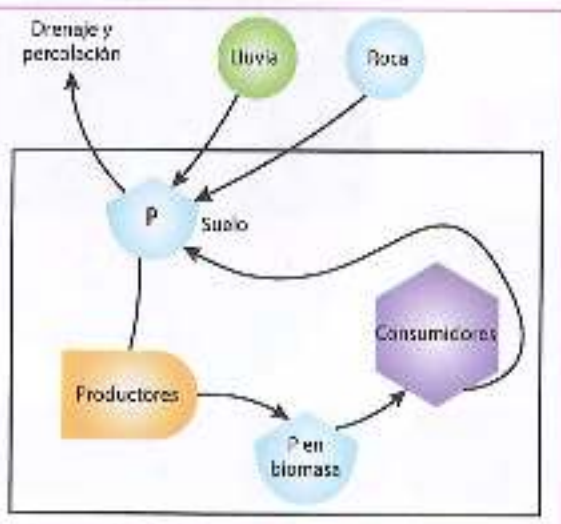 Drenaje y
percolación
Lluvia
Roca
P
Suelo
Consumidores
Productores
P en
biomasa